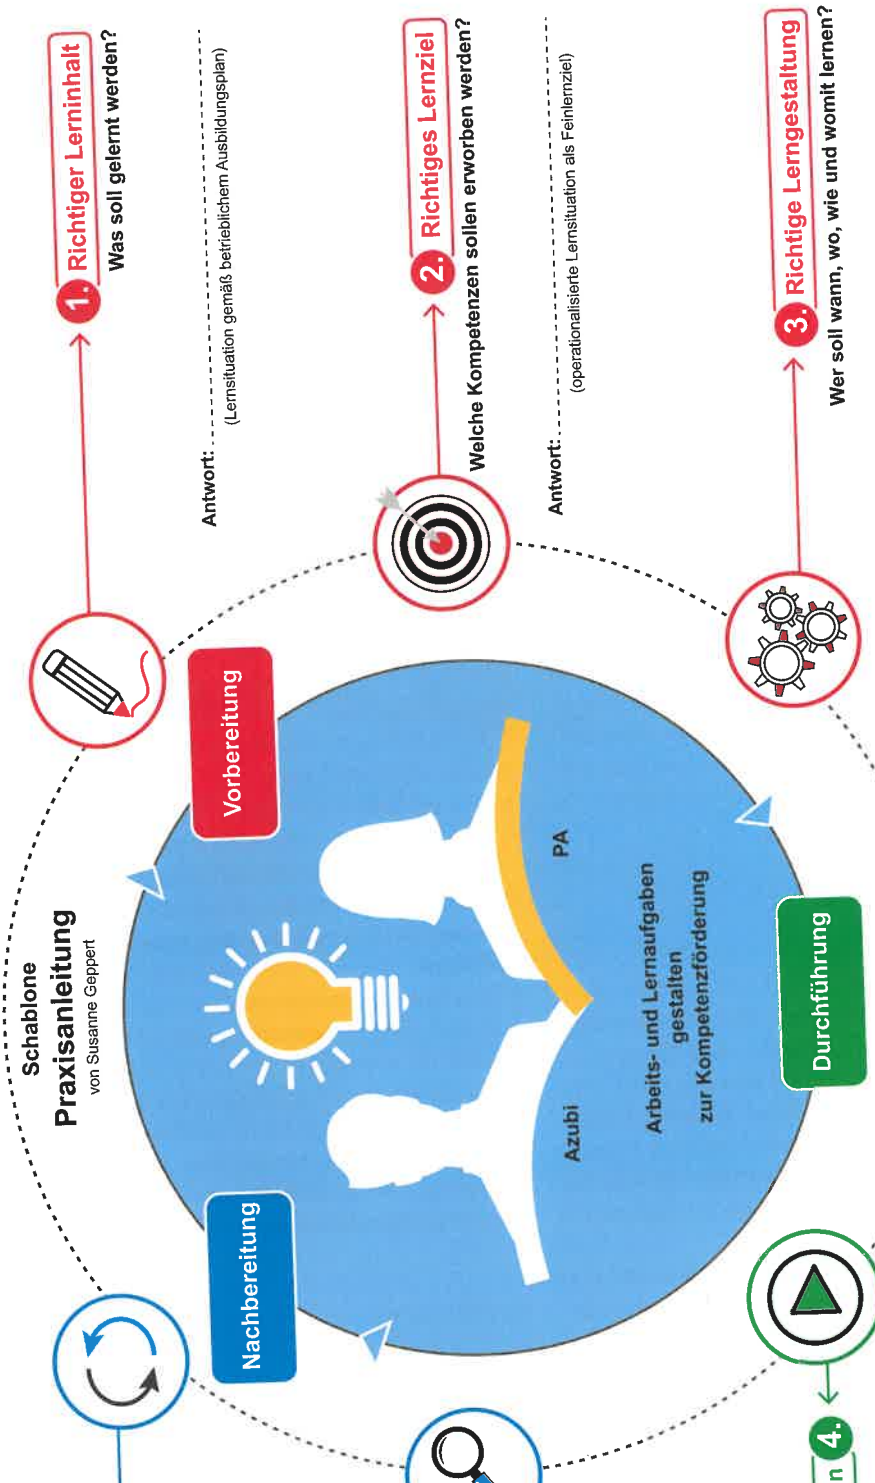 Schablone
Praxisanleitung
von Susanne Geppert
Vorbereitung
1. Richtiger Lerninhalt
Was soll gelernt werden?
Antwort:
(Lernsituation gemäß betrieblichem Ausbildungsplan)
2. Richtiges Lernziel
Welche Kompetenzen sollen erworben werden?
Antwort:
(operationalisierte Lernsituation als Feinlernziel)
3. Richtige Lerngestaltung
Wer soll wann, wo, wie und womit lernen?
Nachbereitung
Azubi
PA
Arbeits- und Lernaufgaben
gestalten
zur Kompetenzförderung
Durchführung
n 4.